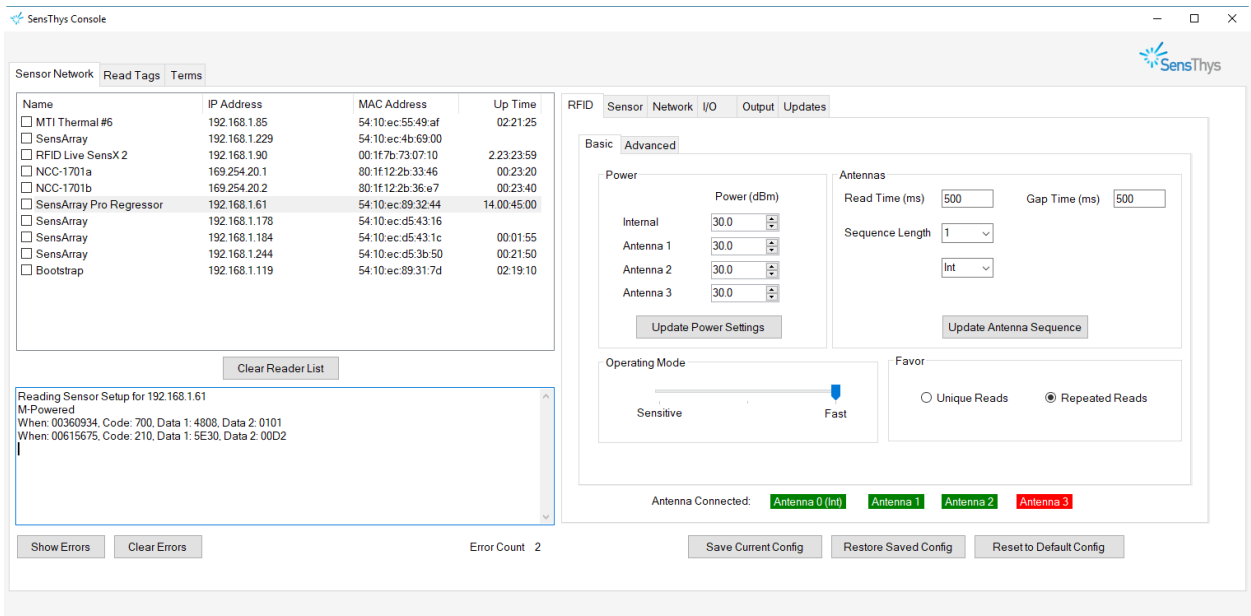 SensThys Console
SensThys
Sensor Network Read Tags Terms
Name IP Address MAC Address Up Time
MTI Thermal #6 192.168.1.85 54:10:ec:55:49:af 02:21:25
SensArray 192.168.1.229 54:10:ec:4b:69:00
RFID Live SensX 2 192.168.1.90 00:1f:7b:73:07:10 2.23:23:59
NCC-1701a 169.254.20.1 80:1f:12:2b:33:46 00:23:20
NCC-1701b 169.254.20.2 80:1f:12:2b:36:e7 00:23:40
SensArray Pro Regressor 192.168.1.61 54:10:ec:89:32:44 14.00:45:00
SensArray 192.168.1.178 54:10:ec:d5:43:16
SensArray 192.168.1.184 54:10:ec:d5:43:1c 00:01:55
SensArray 192.168.1.244 54:10:ec:d5:3b:50 00:21:50
Bootstrap 192.168.1.119 54:10:ec:89:31:7d 02:19:10
Clear Reader List
Reading Sensor Setup for 192.168.1.61
M-Powered
When: 00360934, Code: 700, Data 1: 4808, Data 2: 0101
When: 00615675, Code: 210, Data 1: 5E30, Data 2: 00D2
Show Errors Clear Errors Error Count 2
RFID Sensor Network I/O Output Updates
Basic Advanced
Power
Power (dBm)
Internal 30.0
Antenna 1 30.0
Antenna 2 30.0
Antenna 3 30.0
Update Power Settings
Antennas
Read Time (ms) 500 Gap Time (ms) 500
Sequence Length 1
Int
Update Antenna Sequence
Operating Mode
Sensitive Fast
Favor
Unique Reads Repeated Reads
Antenna Connected: Antenna 0 (Int) Antenna 1 Antenna 2 Antenna 3
Save Current Config Restore Saved Config Reset to Default Config